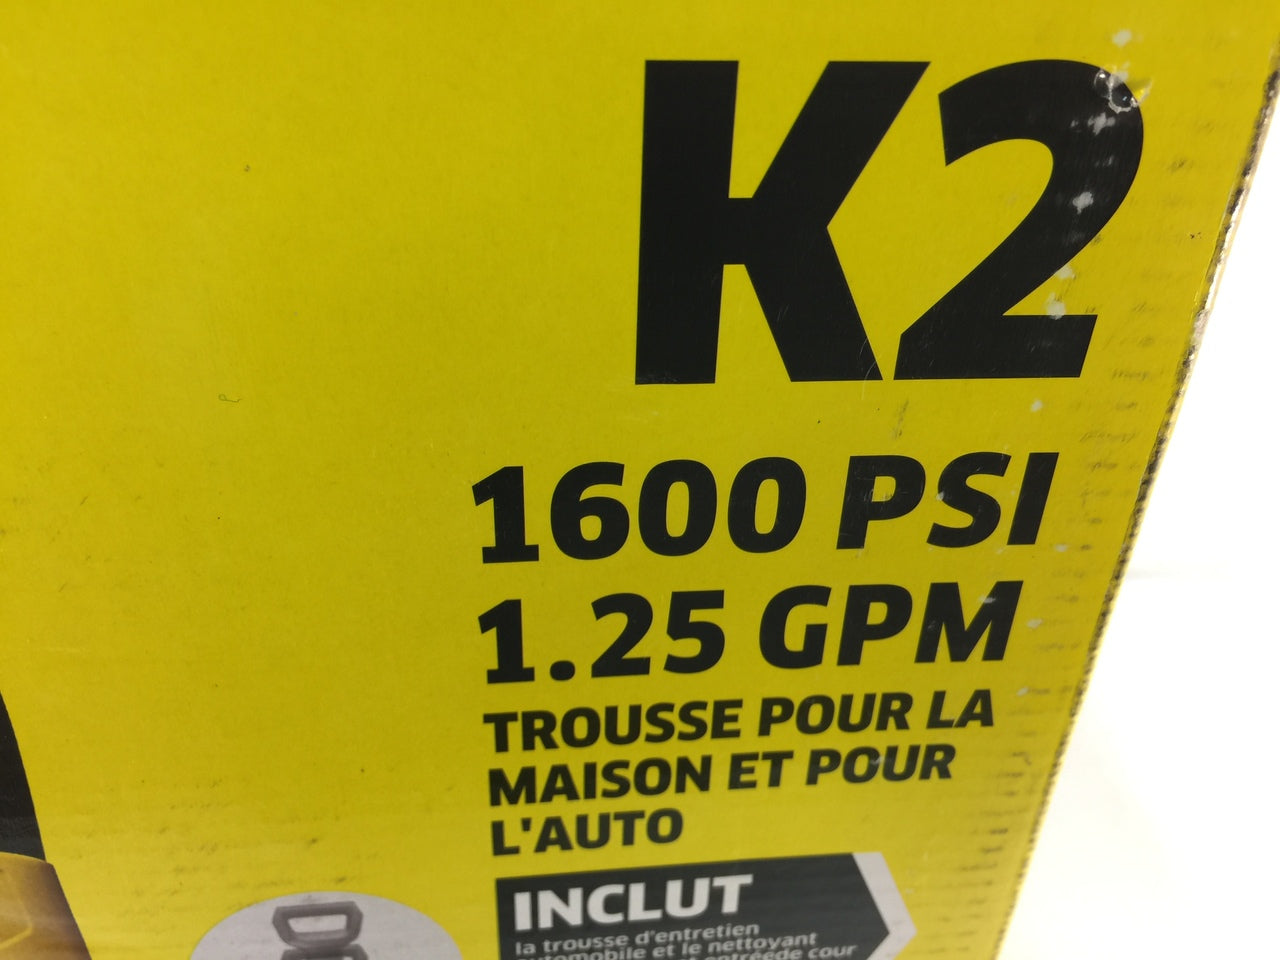 K2
1600 PSI
1.25 GPM
TROUSSE POUR LA
MAISON ET POUR
L'AUTO
INCLUT
la trousse d'entretien
automobile et le nettoyant
cour